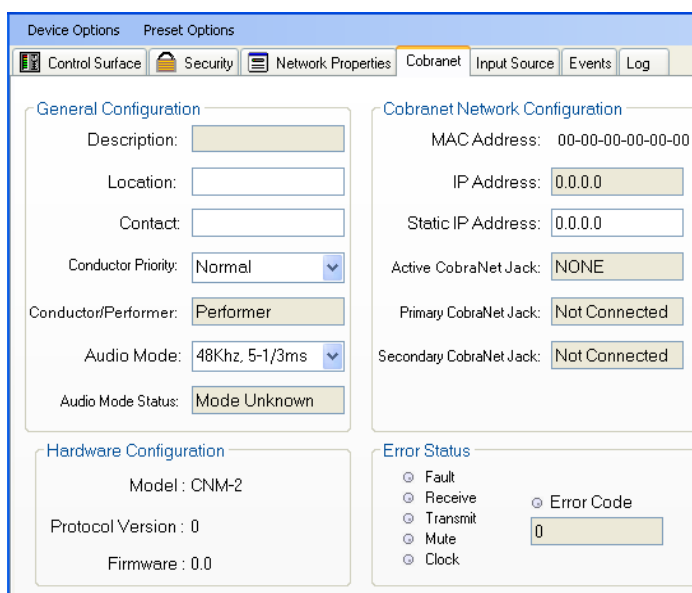 Device Options Preset Options
Control Surface Security Network Properties Cobranet Input Source Events Log
General Configuration
Description:
Location:
Contact:
Conductor Priority: Normal
Conductor/Performer: Performer
Audio Mode: 48Khz, 5-1/3ms
Audio Mode Status: Mode Unknown
Cobranet Network Configuration
MAC Address: 00-00-00-00-00-00
IP Address: 0.0.0.0
Static IP Address: 0.0.0.0
Active CobraNet Jack: NONE
Primary CobraNet Jack: Not Connected
Secondary CobraNet Jack: Not Connected
Hardware Configuration
Model : CNM-2
Protocol Version : 0
Firmware : 0.0
Error Status
Fault
Receive
Transmit
Mute
Clock
Error Code
0